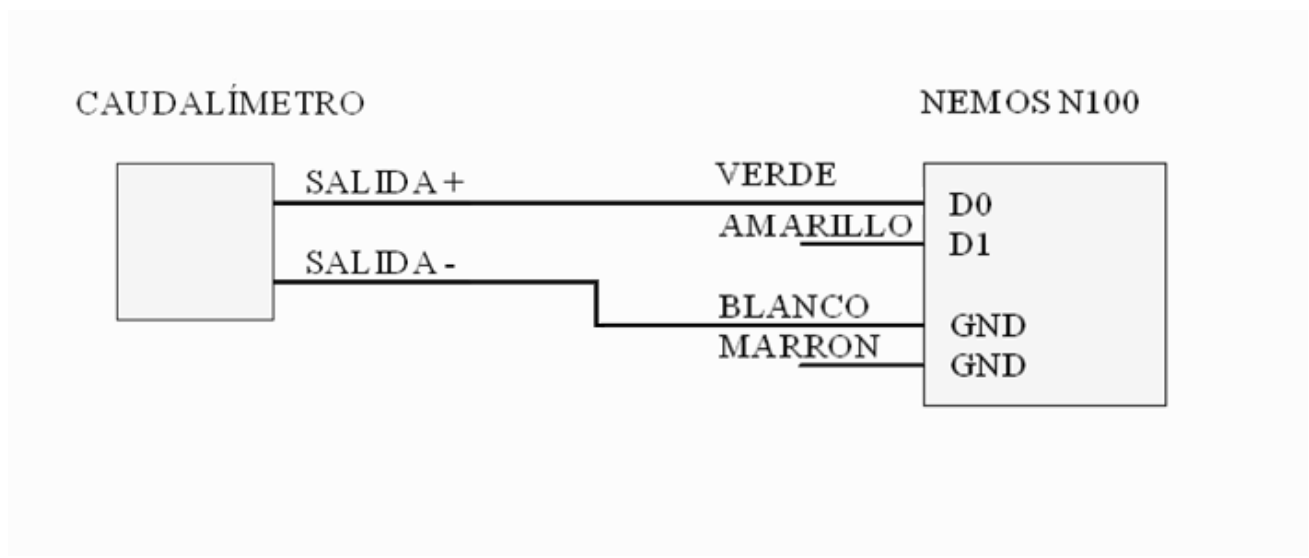 CAUDALÍMETRO
NEMOS N100
SALIDA+
VERDE
D0
AMARILLO
D1
SALIDA-
BLANCO
GND
MARRON
GND